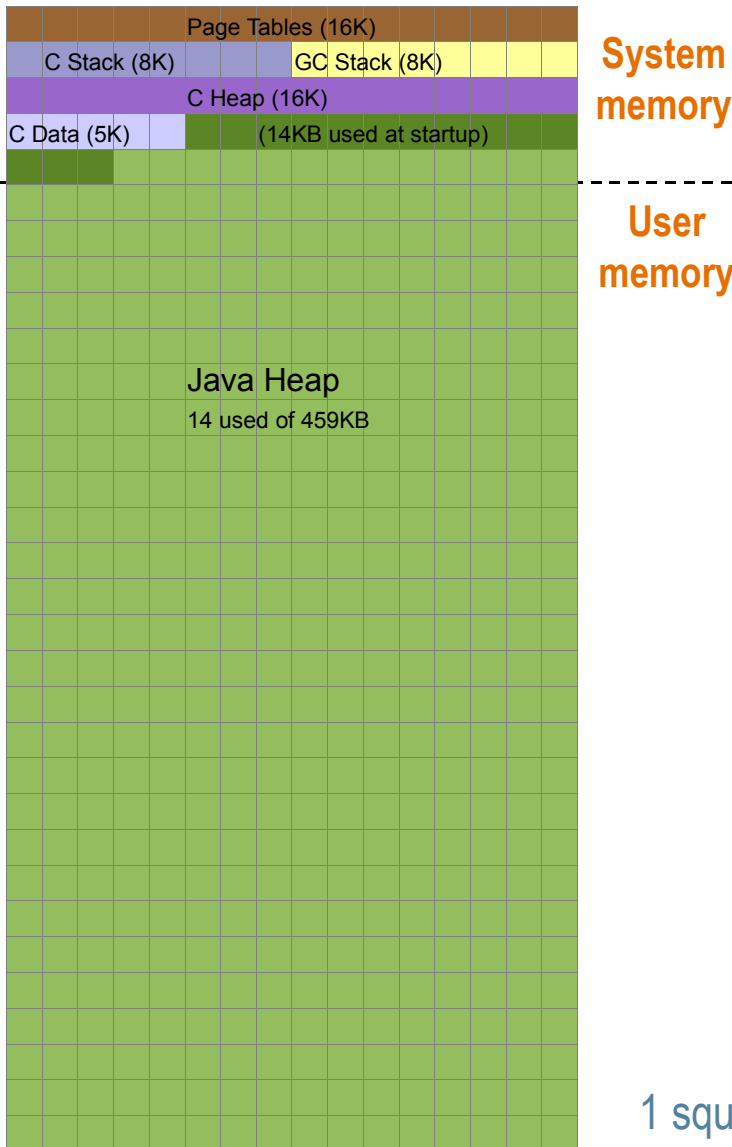 Page Tables (16K)
C Stack (8K)
GC Stack (8K)
System
memory
C Heap (16K)
C Data (5K)
(14KB used at startup)
User
memory
Java Heap
14 used of 459KB
1 squ